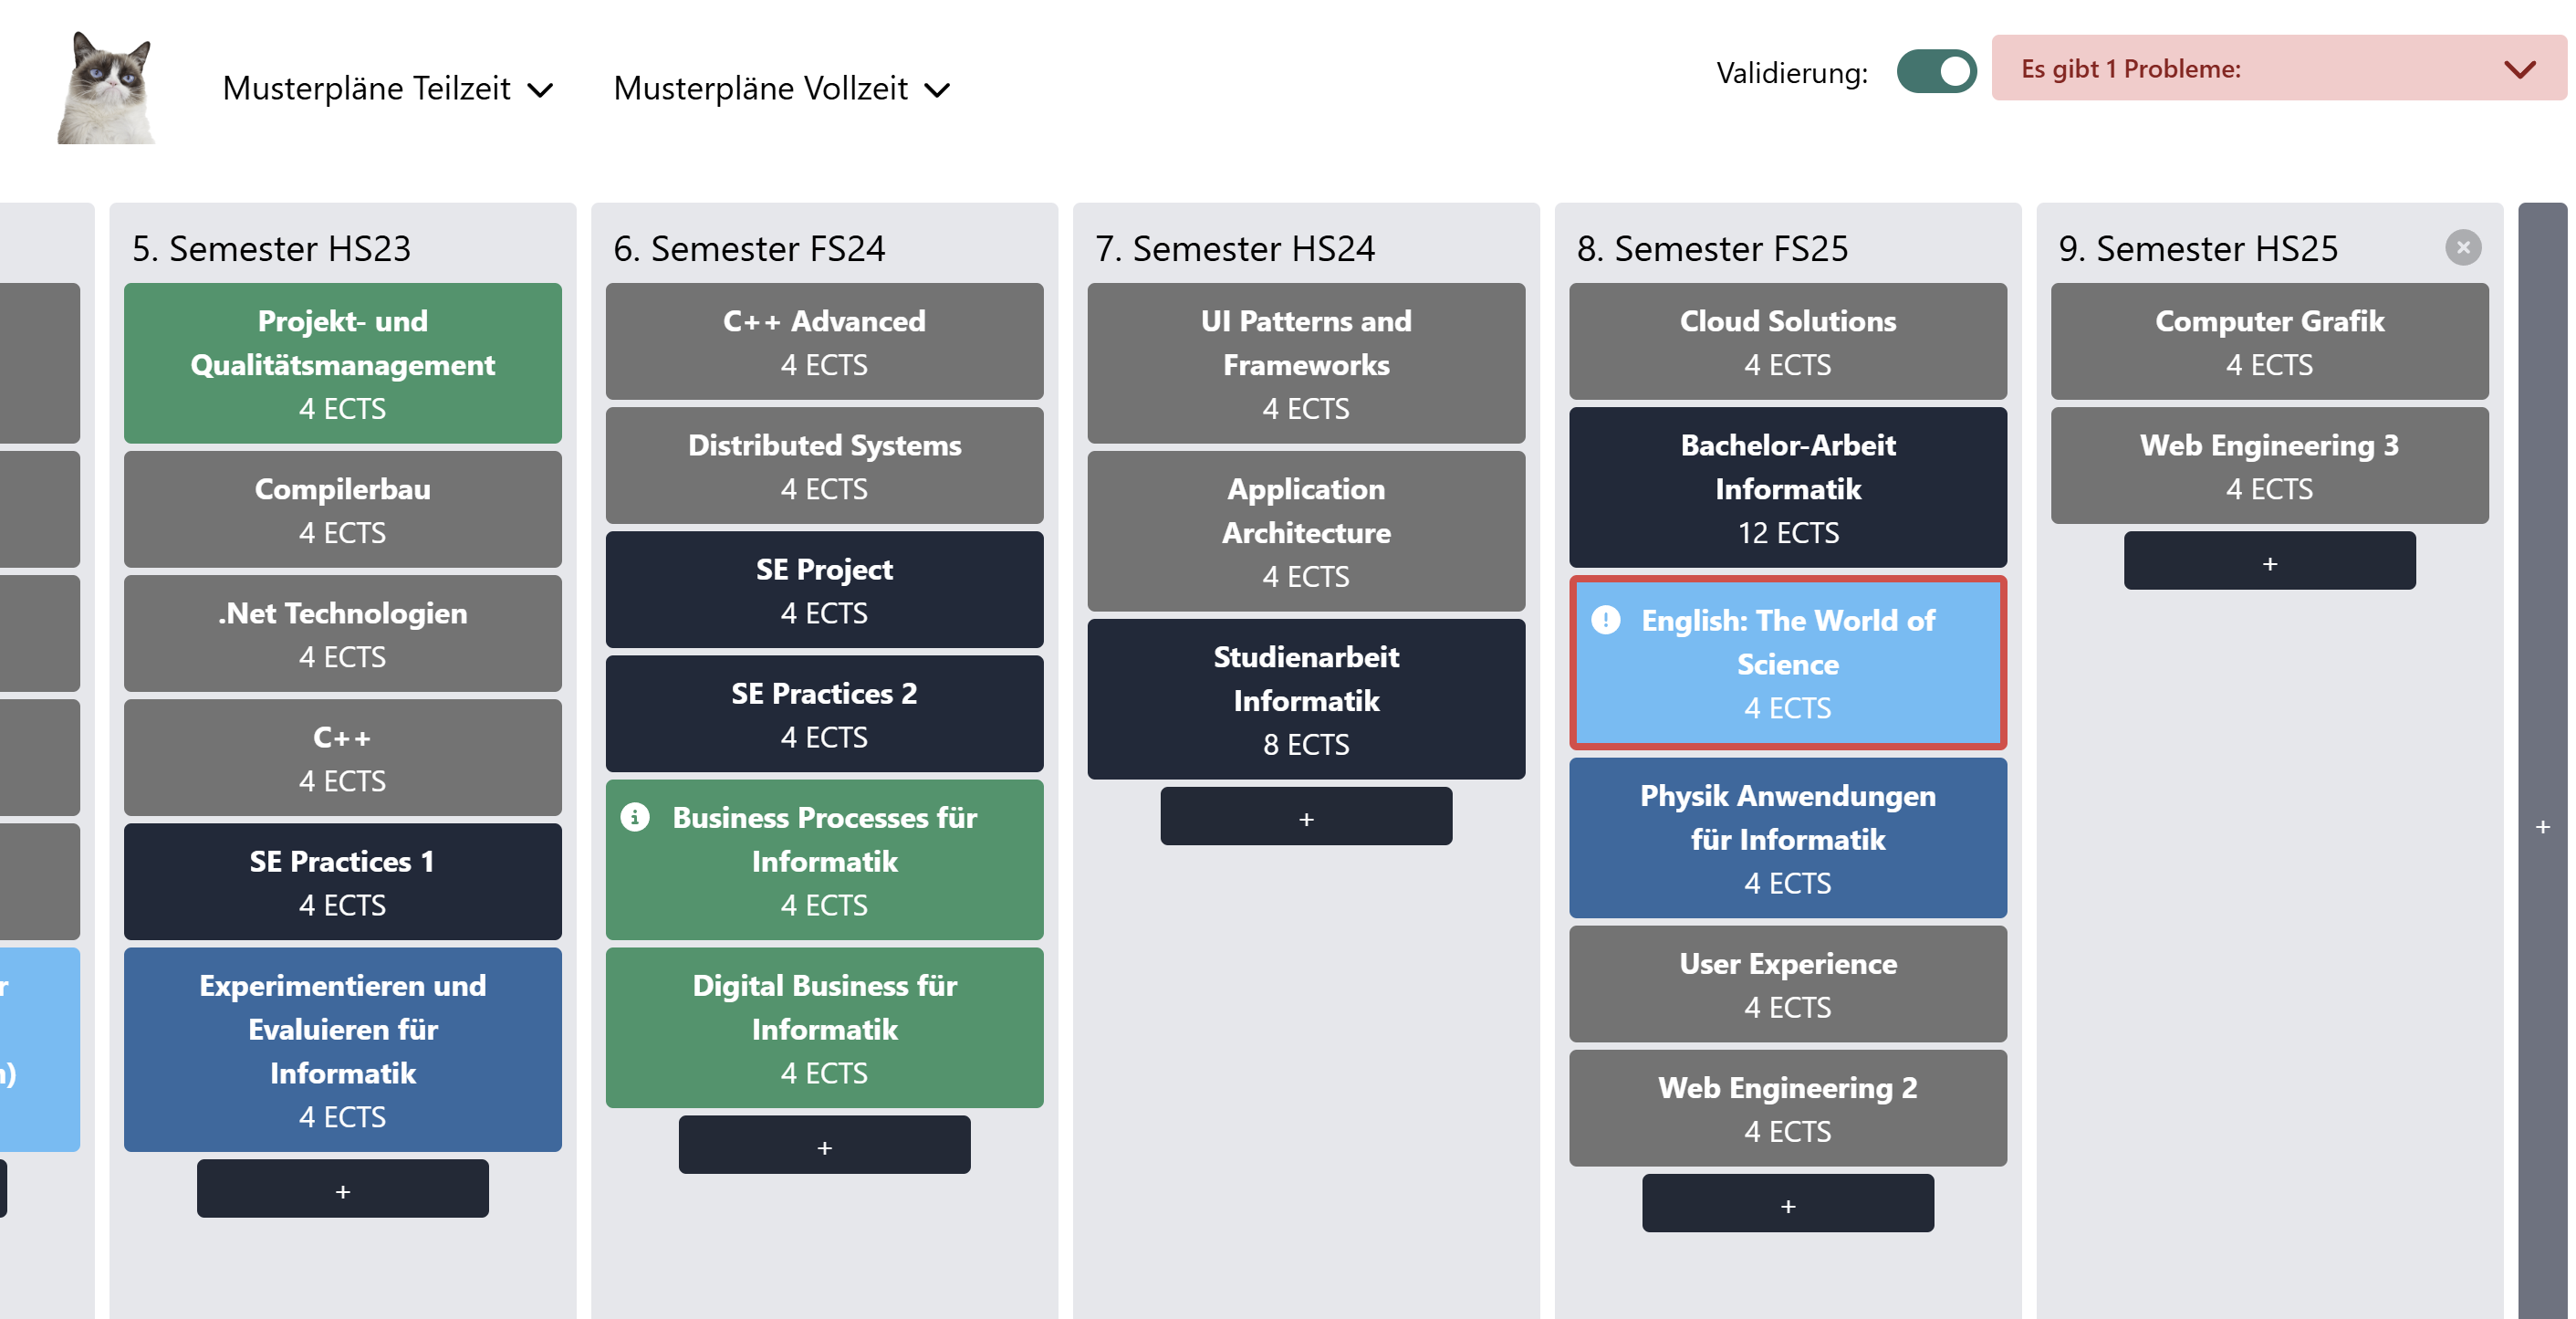 Musterpläne Teilzeit
Musterpläne Vollzeit
Validierung:
Es gibt 1 Probleme:
r
n)
5. Semester HS23
Projekt- und
Qualitätsmanagement
4 ECTS
Compilerbau
4 ECTS
.Net Technologien
4 ECTS
C++
4 ECTS
SE Practices 1
4 ECTS
Experimentieren und
Evaluieren für
Informatik
4 ECTS
+
6. Semester FS24
C++ Advanced
4 ECTS
Distributed Systems
4 ECTS
SE Project
4 ECTS
SE Practices 2
4 ECTS
Business Processes für
Informatik
4 ECTS
Digital Business für
Informatik
4 ECTS
+
7. Semester HS24
UI Patterns and
Frameworks
4 ECTS
Application
Architecture
4 ECTS
Studienarbeit
Informatik
8 ECTS
+
8. Semester FS25
Cloud Solutions
4 ECTS
Bachelor-Arbeit
Informatik
12 ECTS
English: The World of
Science
4 ECTS
Physik Anwendungen
für Informatik
4 ECTS
User Experience
4 ECTS
Web Engineering 2
4 ECTS
+
9. Semester HS25
Computer Grafik
4 ECTS
Web Engineering 3
4 ECTS
+
+